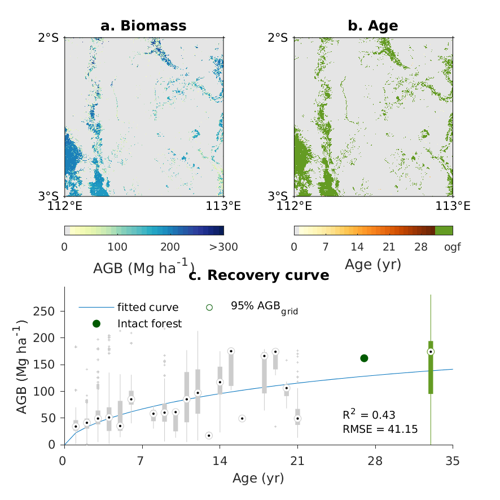 a. Biomass
b. Age
2°S
2°S
3°S
3°S
112°E
113°E
112°E
113°E
0 100 200 >300
0 7 14 21 28 ogf
AGB (Mg ha-1)
Age (yr)
c. Recovery curve
fitted curve
95% AGBgrid
Intact forest
250
200
150
100
50
0
AGB (Mg ha-1)
R2 = 0.43
RMSE = 41.15
0 7 14 21 28 35
Age (yr)